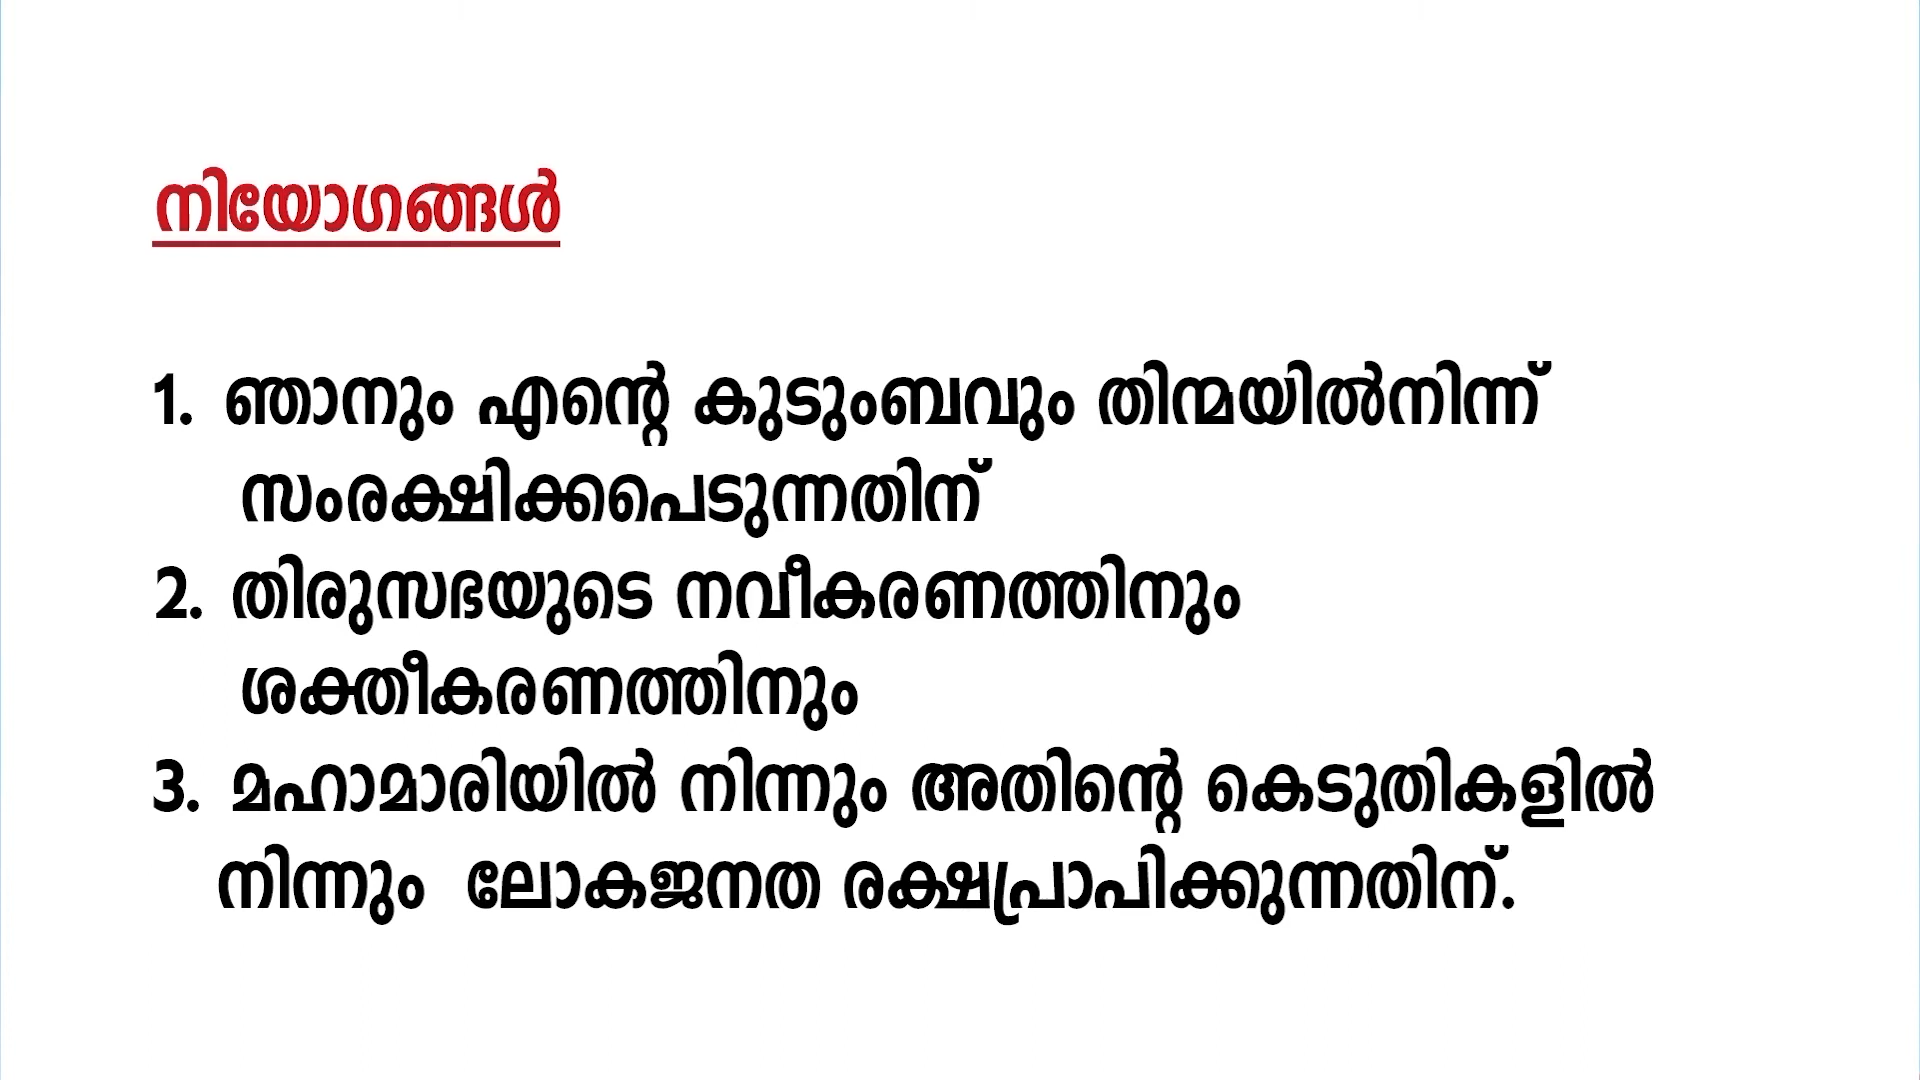 നിയോഗങ്ങൾ
1. ഞാനും എന്റെ കുടുംബവും തിന്മയിൽനിന്ന്
സംരക്ഷിക്കപെടുന്നതിന്
2. തിരുസഭയുടെ നവീകരണത്തിനും
ശക്തീകരണത്തിനും
3. മഹാമാരിയിൽ നിന്നും അതിന്റെ കെടുതികളിൽ
നിന്നും ലോകജനത രക്ഷപ്രാപിക്കുന്നതിന്.